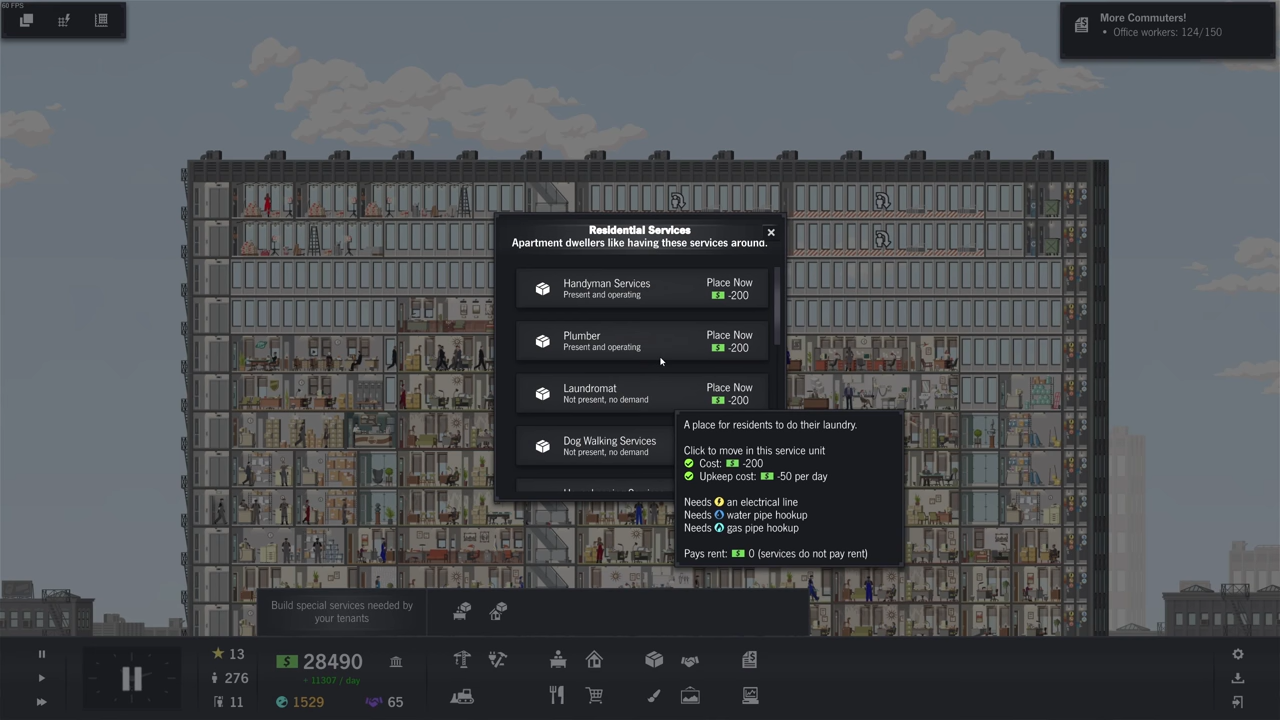 60 FPS
More Commuters!
• Office workers: 124/150
Residential Services
Apartment dwellers like having these services around.
Handyman Services
Present and operating
Place Now
-200
Plumber
Present and operating
Place Now
-200
Laundromat
Not present, no demand
Place Now
-200
Dog Walking Services
Not present, no demand
A place for residents to do their laundry.
Click to move in this service unit
Cost: $ -200
Upkeep cost: $ -50 per day
Needs an electrical line
Needs water pipe hookup
Needs gas pipe hookup
Pays rent: $ 0 (services do not pay rent)
Build special services needed by
your tenants
13
276
11
$ 28490
+ 11307 / day
1529
65